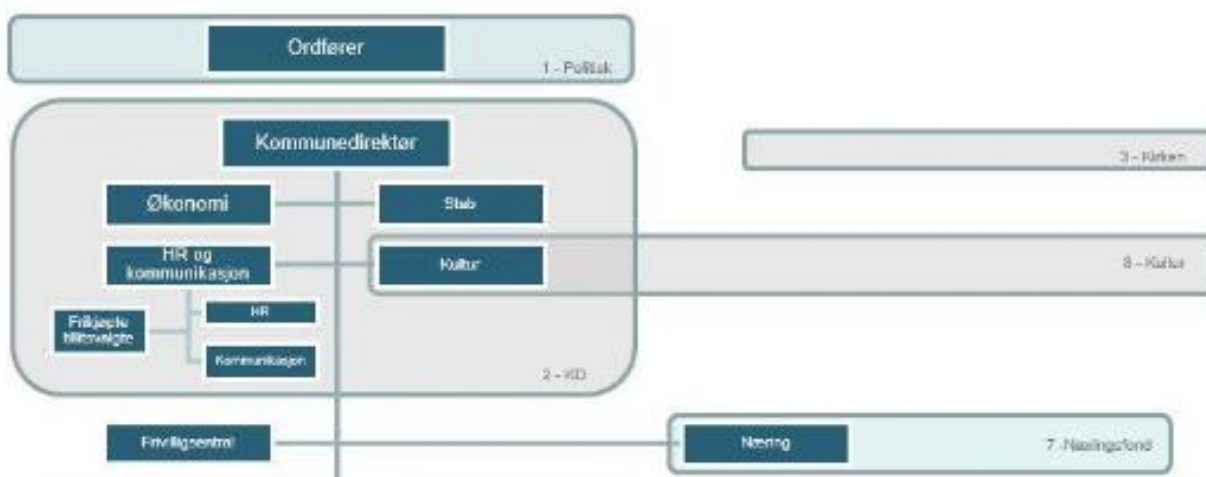 Ordfører
1 - Politisk
Kommunedirektør
3 - Kirken
Økonomi
Stab
HR og
kommunikasjon
Kultur
8 - Kultur
HR
Frikjøpte
tillitsvalgte
Kommunikasjon
2 - KD
Frivilligsentral
Næring
7 -Næringsfond